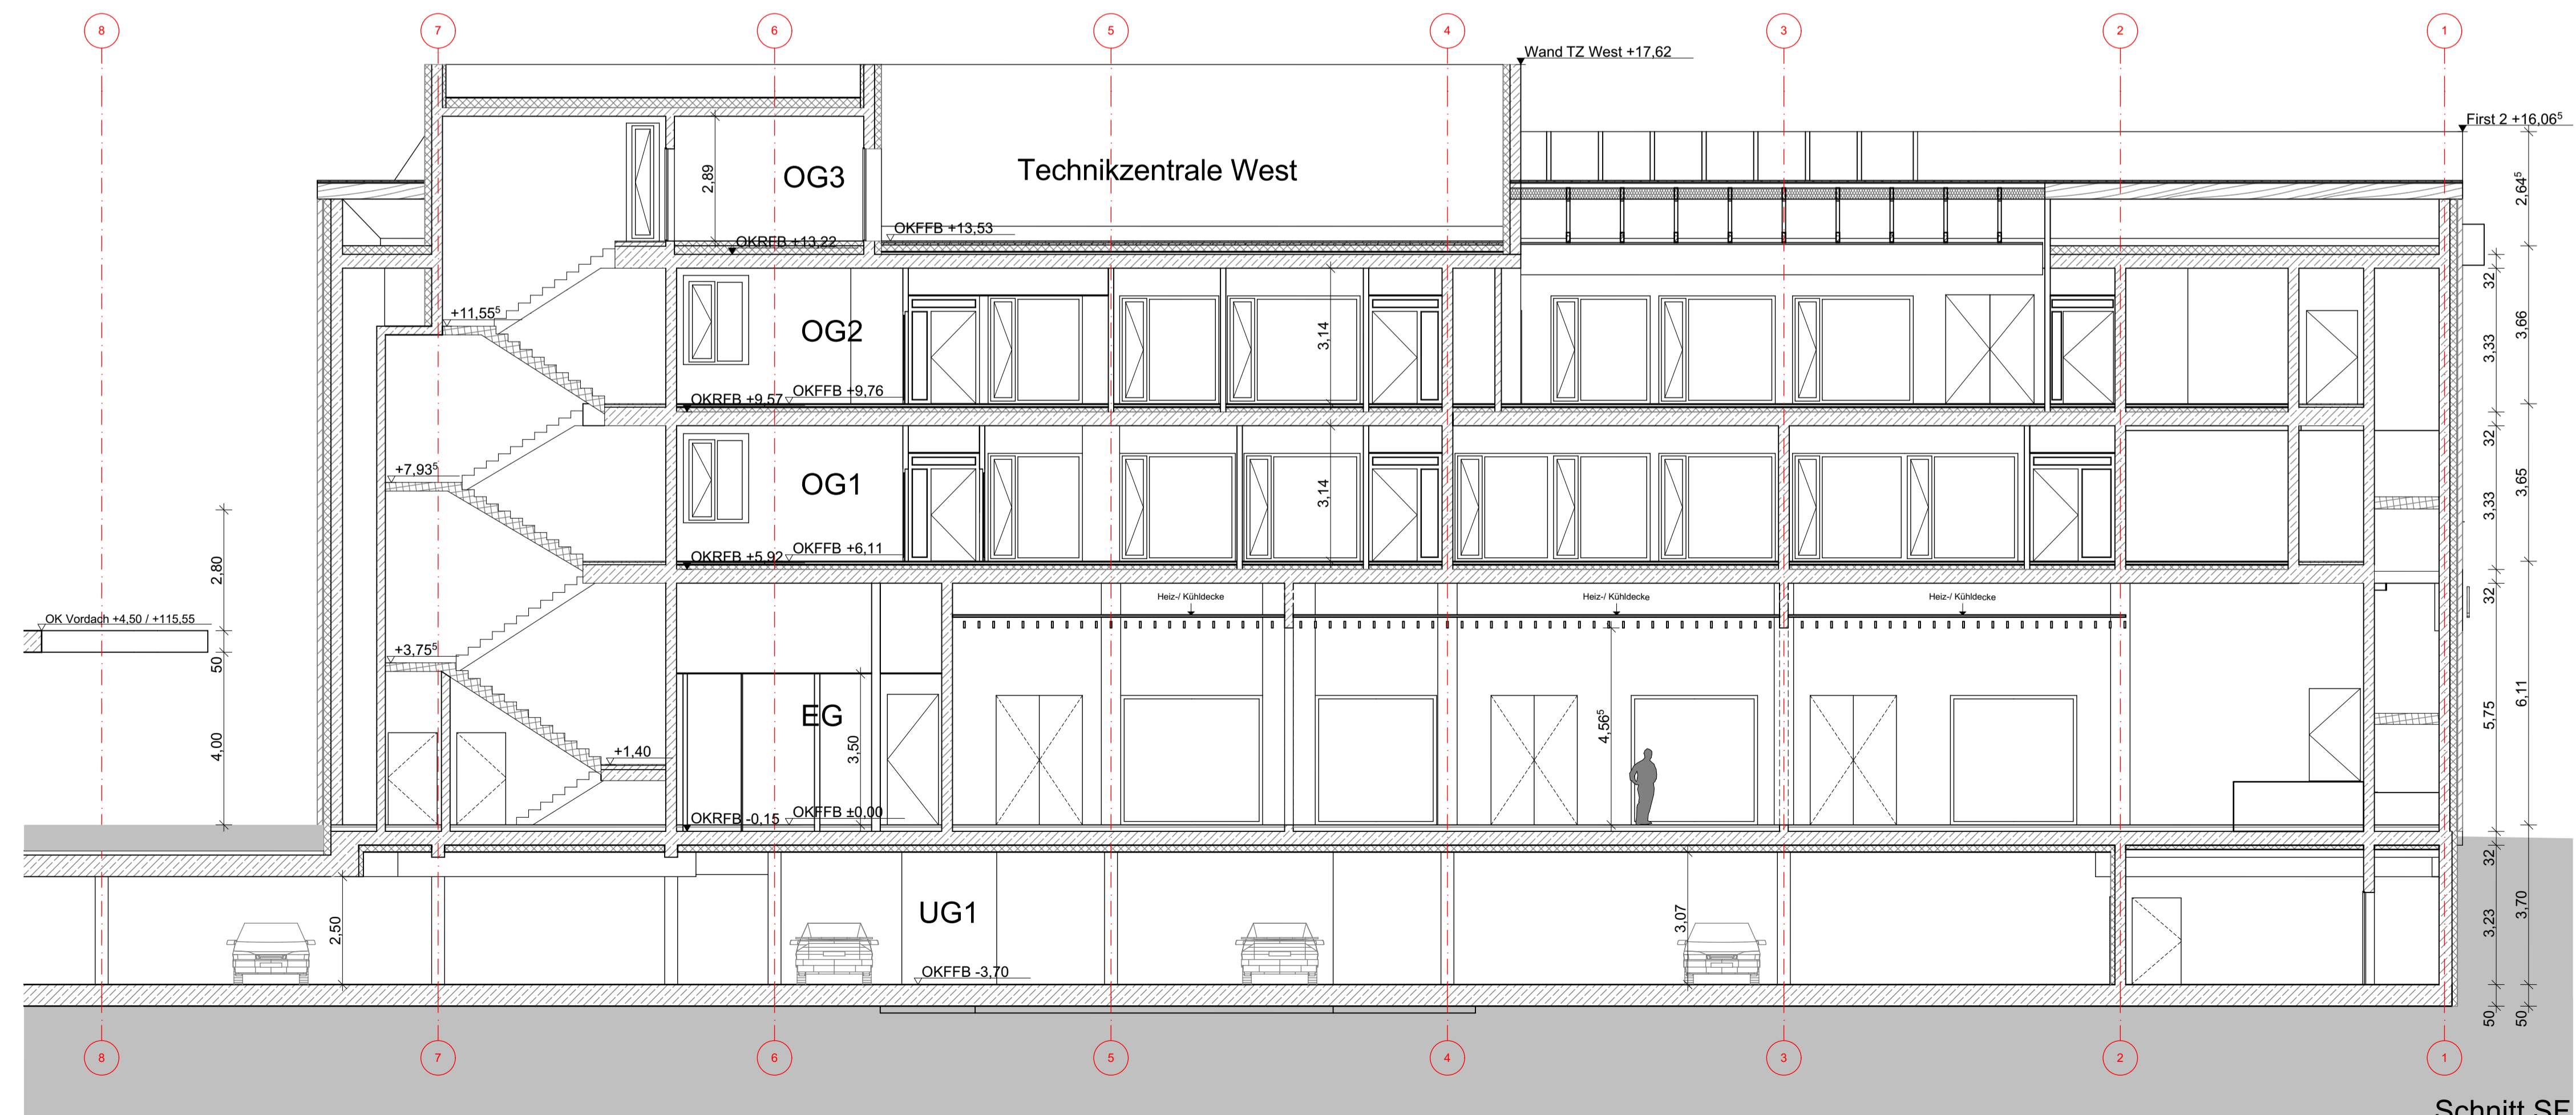 8
7
6
5
4
3
2
1
Wand TZ West +17,62
First 2 +16,06⁵
OG3
2,89
Technikzentrale West
OKFFB +13,53
OKRFB +13,22
2,64⁵
+11,55⁵
OG2
3,14
32
3,66
3,33
OKRFB +9,57
OKFFB +9,76
+7,93⁵
OG1
3,14
32
3,65
3,33
OKRFB +5,92
OKFFB +6,11
2,80
Heiz-/ Kühldecke
Heiz-/ Kühldecke
Heiz-/ Kühldecke
32
OK Vordach +4,50 / +115,55
50
+3,75⁵
4,00
EG
3,50
4,56⁵
5,75
6,11
+1,40
OKRFB -0,15
OKFFB ±0,00
32
2,50
UG1
3,07
3,23
3,70
OKFFB -3,70
50
50
8
7
6
5
4
3
2
1
Schnitt SF